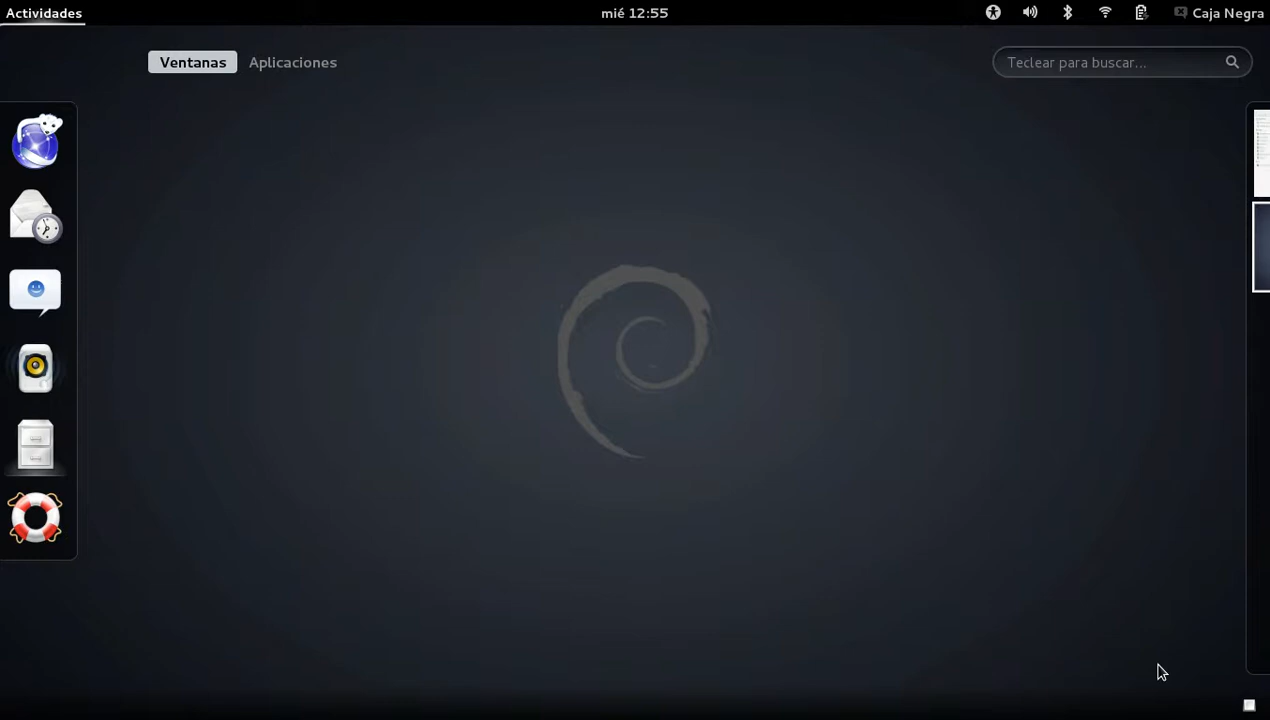 Actividades mié 12:55 Caja Negra
Ventanas Aplicaciones Teclear para buscar...